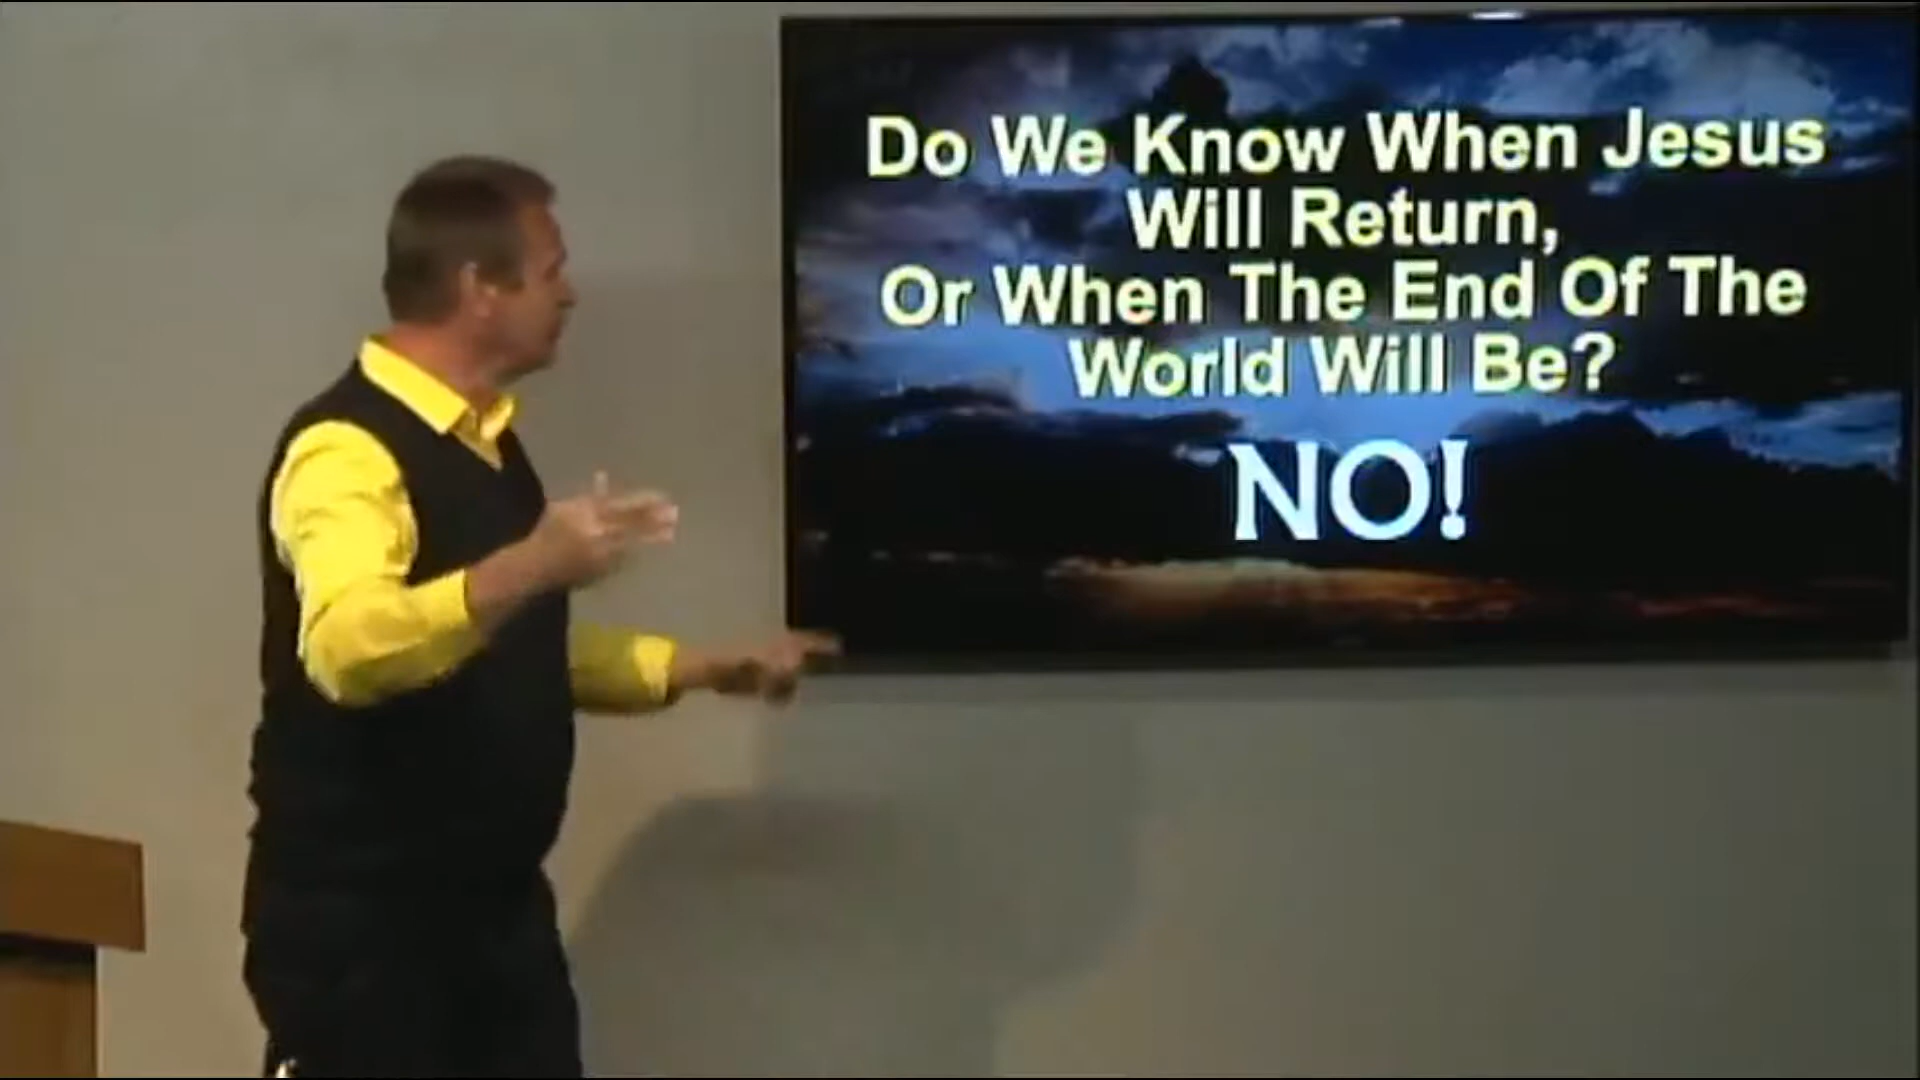 Do We Know When Jesus
Will Return,
Or When The End Of The
World Will Be?
NO!